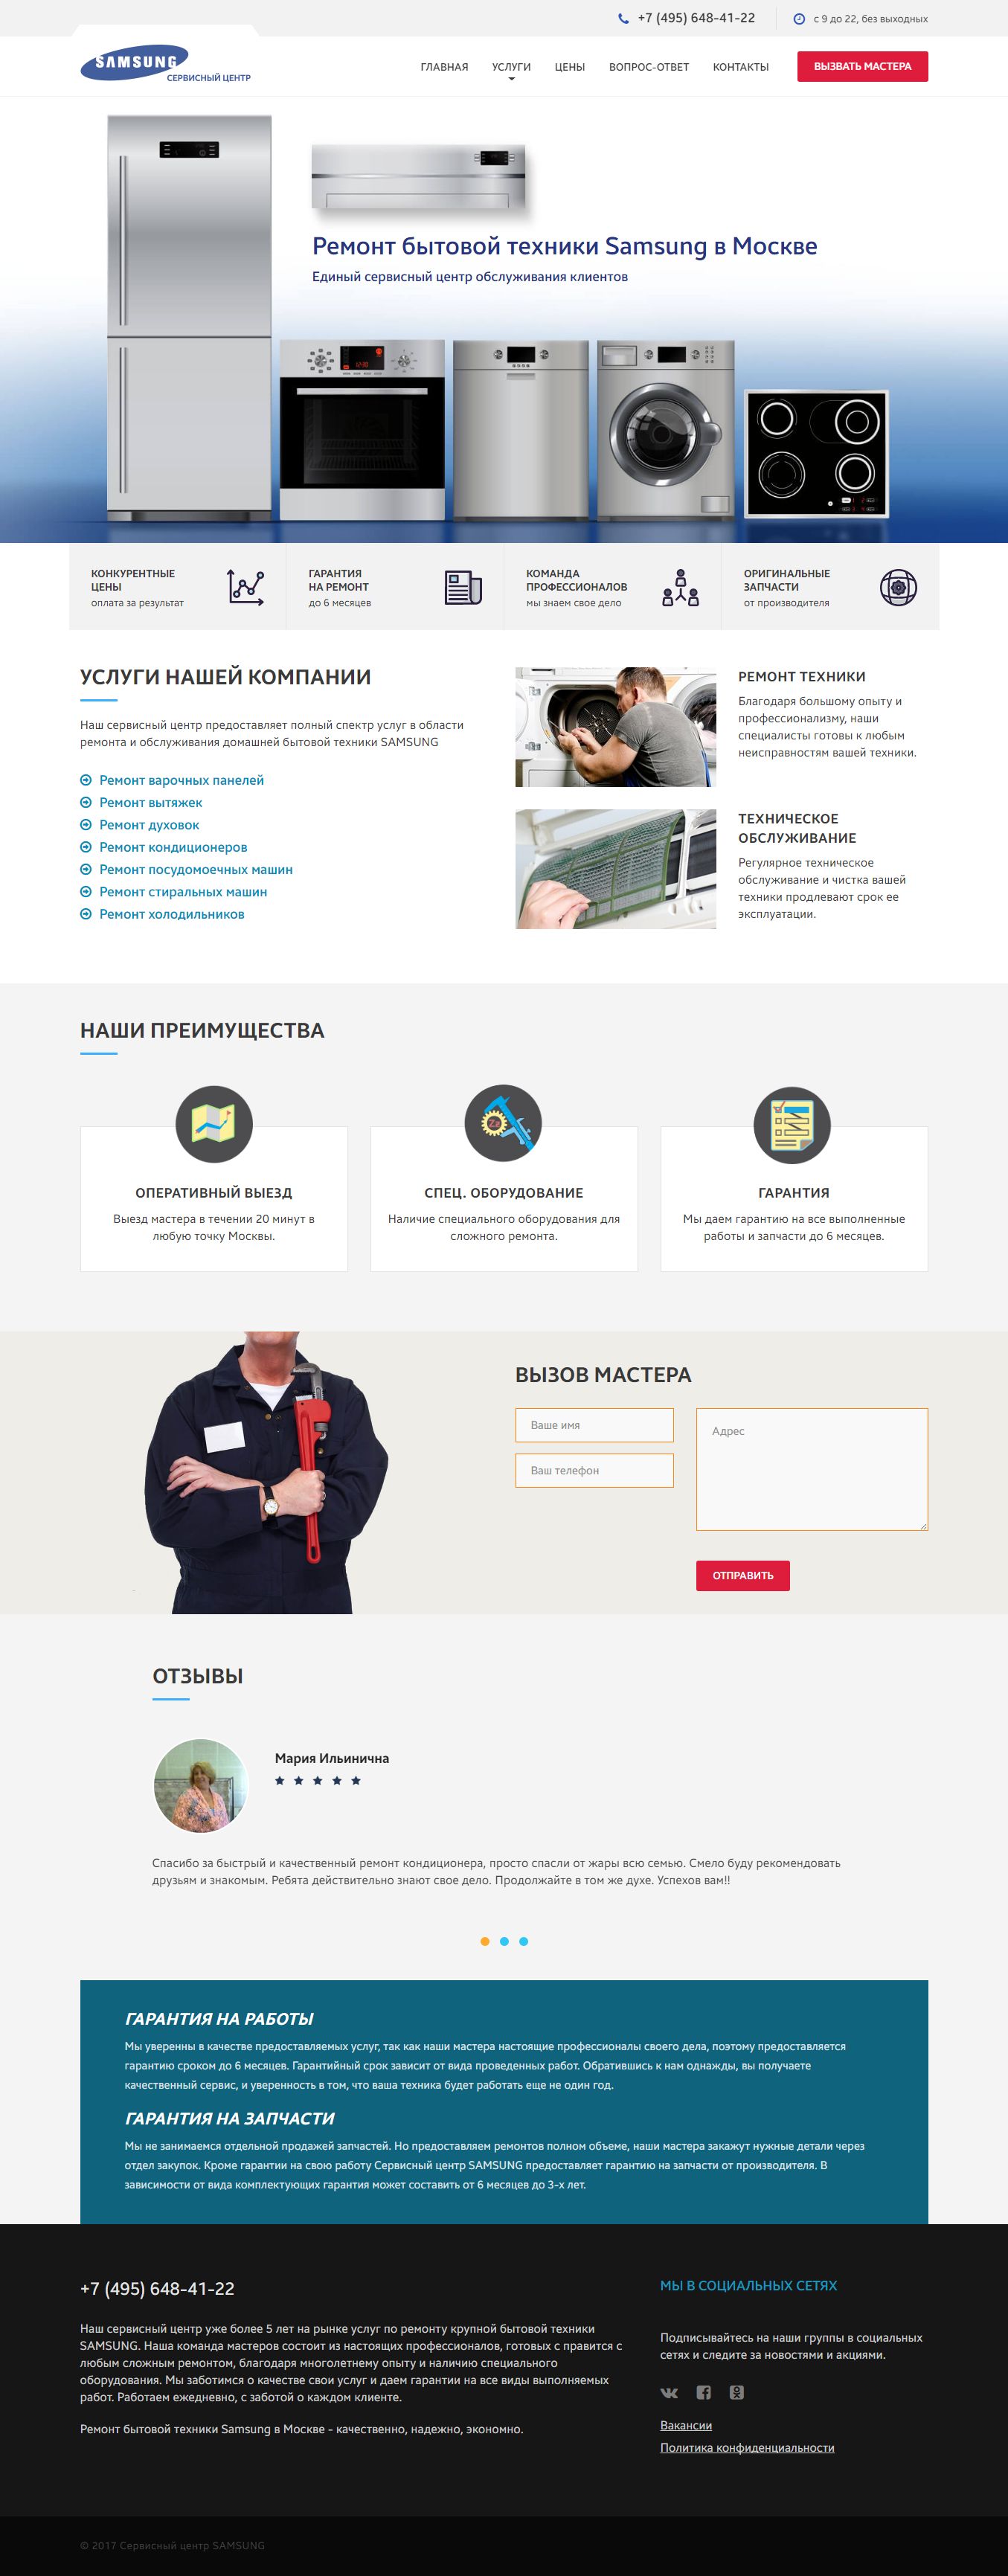 +7 (495) 648-41-22
с 9 до 22, без выходных
SAMSUNG
СЕРВИСНЫЙ ЦЕНТР
ГЛАВНАЯ УСЛУГИ ЦЕНЫ ВОПРОС-ОТВЕТ КОНТАКТЫ ВЫЗВАТЬ МАСТЕРА
Ремонт бытовой техники Samsung в Москве
Единый сервисный центр обслуживания клиентов
КОНКУРЕНТНЫЕ
ЦЕНЫ
оплата за результат
ГАРАНТИЯ
НА РЕМОНТ
до 6 месяцев
КОМАНДА
ПРОФЕССИОНАЛОВ
мы знаем свое дело
ОРИГИНАЛЬНЫЕ
ЗАПЧАСТИ
от производителя
УСЛУГИ НАШЕЙ КОМПАНИИ
Наш сервисный центр предоставляет полный спектр услуг в области
ремонта и обслуживания домашней бытовой техники SAMSUNG
Ремонт варочных панелей
Ремонт вытяжек
Ремонт духовок
Ремонт кондиционеров
Ремонт посудомоечных машин
Ремонт стиральных машин
Ремонт холодильников
РЕМОНТ ТЕХНИКИ
Благодаря большому опыту и
профессионализму, наши
специалисты готовы к любым
неисправностям вашей техники.
ТЕХНИЧЕСКОЕ
ОБСЛУЖИВАНИЕ
Регулярное техническое
обслуживание и чистка вашей
техники продлевают срок ее
эксплуатации.
НАШИ ПРЕИМУЩЕСТВА
ОПЕРАТИВНЫЙ ВЫЕЗД
Выезд мастера в течении 20 минут в
любую точку Москвы.
СПЕЦ. ОБОРУДОВАНИЕ
Наличие специального оборудования для
сложного ремонта.
ГАРАНТИЯ
Мы даем гарантию на все выполненные
работы и запчасти до 6 месяцев.
ВЫЗОВ МАСТЕРА
Ваше имя
Ваш телефон
Адрес
ОТПРАВИТЬ
ОТЗЫВЫ
Мария Ильинична
Спасибо за быстрый и качественный ремонт кондиционера, просто спасли от жары всю семью. Смело буду рекомендовать
друзьям и знакомым. Ребята действительно знают свое дело. Продолжайте в том же духе. Успехов вам!!
ГАРАНТИЯ НА РАБОТЫ
Мы уверенны в качестве предоставляемых услуг, так как наши мастера настоящие профессионалы своего дела, поэтому предоставляется
гарантию сроком до 6 месяцев. Гарантийный срок зависит от вида проведенных работ. Обратившись к нам однажды, вы получаете
качественный сервис, и уверенность в том, что ваша техника будет работать еще не один год.
ГАРАНТИЯ НА ЗАПЧАСТИ
Мы не занимаемся отдельной продажей запчастей. Но предоставляем ремонтов полном объеме, наши мастера закажут нужные детали через
отдел закупок. Кроме гарантии на свою работу Сервисный центр SAMSUNG предоставляет гарантию на запчасти от производителя. В
зависимости от вида комплектующих гарантия может составить от 6 месяцев до 3-х лет.
+7 (495) 648-41-22
Наш сервисный центр уже более 5 лет на рынке услуг по ремонту крупной бытовой техники
SAMSUNG. Наша команда мастеров состоит из настоящих профессионалов, готовых с правится с
любым сложным ремонтом, благодаря многолетнему опыту и наличию специального
оборудования. Мы заботимся о качестве свои услуг и даем гарантии на все виды выполняемых
работ. Работаем ежедневно, с заботой о каждом клиенте.
Ремонт бытовой техники Samsung в Москве - качественно, надежно, экономно.
МЫ В СОЦИАЛЬНЫХ СЕТЯХ
Подписывайтесь на наши группы в социальных
сетях и следите за новостями и акциями.
Вакансии
Политика конфиденциальности
© 2017 Сервисный центр SAMSUNG